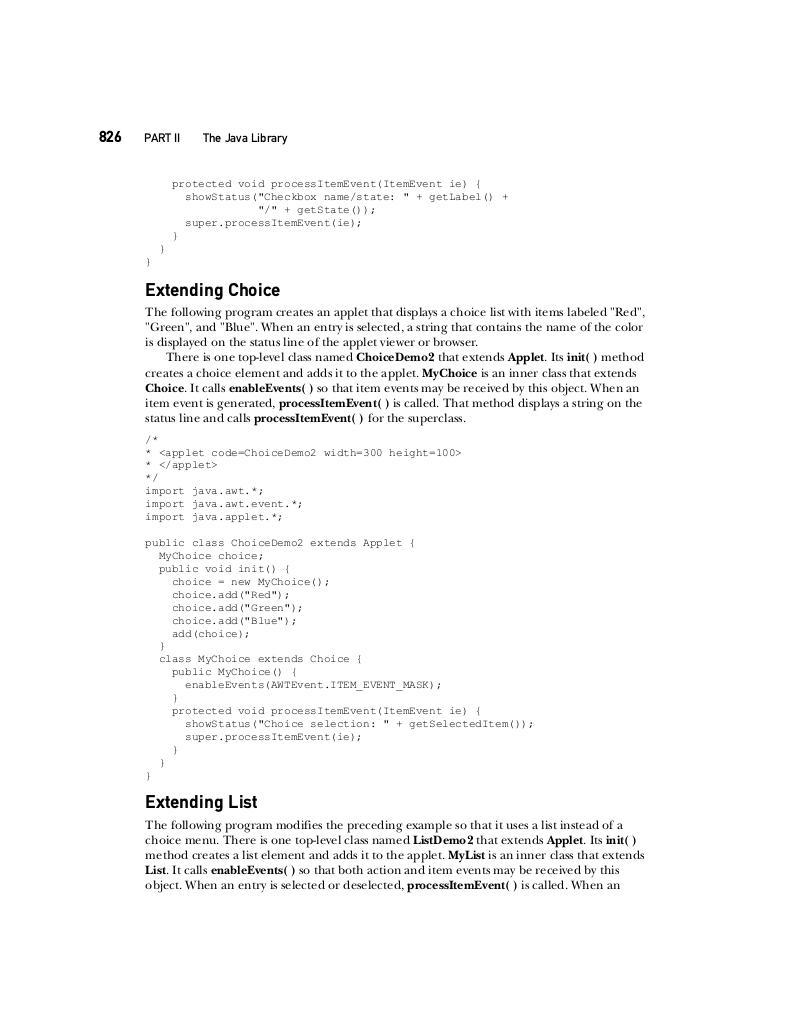 826 PART II The Java Library
protected void processItemEvent(ItemEvent ie) {
showStatus("Checkbox name/state: " + getLabel() +
"/" + getState());
super.processItemEvent(ie);
}
}
}
Extending Choice
The following program creates an applet that displays a choice list with items labeled "Red",
"Green", and "Blue". When an entry is selected, a string that contains the name of the color
is displayed on the status line of the applet viewer or browser.
There is one top-level class named ChoiceDemo2 that extends Applet. Its init( ) method
creates a choice element and adds it to the applet. MyChoice is an inner class that extends
Choice. It calls enableEvents( ) so that item events may be received by this object. When an
item event is generated, processItemEvent( ) is called. That method displays a string on the
status line and calls processItemEvent( ) for the superclass.
/*
* <applet code=ChoiceDemo2 width=300 height=100>
* </applet>
*/
import java.awt.*;
import java.awt.event.*;
import java.applet.*;
public class ChoiceDemo2 extends Applet {
MyChoice choice;
public void init() {
choice = new MyChoice();
choice.add("Red");
choice.add("Green");
choice.add("Blue");
add(choice);
}
class MyChoice extends Choice {
public MyChoice() {
enableEvents(AWTEvent.ITEM_EVENT_MASK);
}
protected void processItemEvent(ItemEvent ie) {
showStatus("Choice selection: " + getSelectedItem());
super.processItemEvent(ie);
}
}
}
Extending List
The following program modifies the preceding example so that it uses a list instead of a
choice menu. There is one top-level class named ListDemo2 that extends Applet. Its init( )
method creates a list element and adds it to the applet. MyList is an inner class that extends
List. It calls enableEvents( ) so that both action and item events may be received by this
object. When an entry is selected or deselected, processItemEvent( ) is called. When an